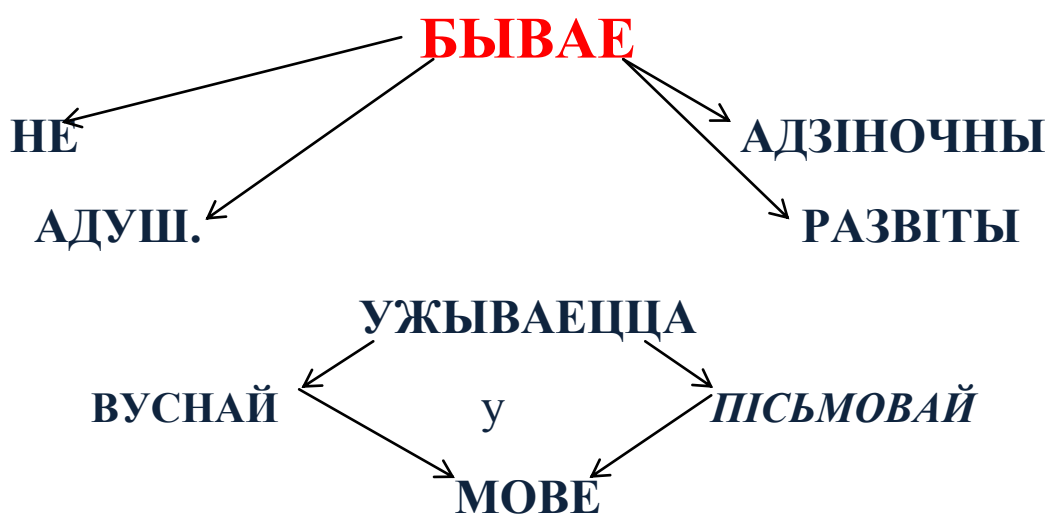 БЫВАЕ
НЕ АДЗІНОЧНЫ
АДУШ. РАЗВІТЫ
УЖЫВАЕЦЦА
ВУСНАЙ у ПІСЬМОВАЙ
МОВЕ